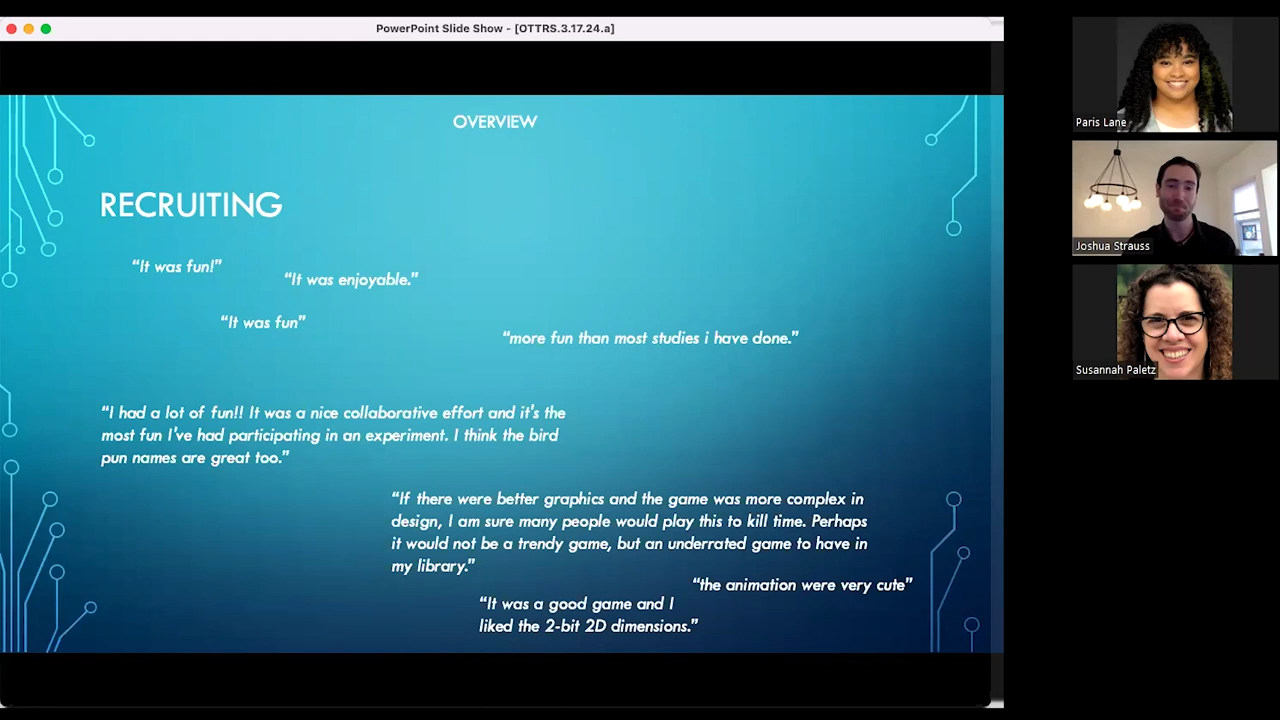 PowerPoint Slide Show - [OTTRS.3.17.24.a]
OVERVIEW
RECRUITING
“It was fun!”
“It was enjoyable.”
“It was fun”
“more fun than most studies i have done.”
“I had a lot of fun!! It was a nice collaborative effort and it's the
most fun I've had participating in an experiment. I think the bird
pun names are great too.”
“If there were better graphics and the game was more complex in
design, I am sure many people would play this to kill time. Perhaps
it would not be a trendy game, but an underrated game to have in
my library.”
“the animation were very cute”
“It was a good game and I
liked the 2-bit 2D dimensions.”
Paris Lane
Joshua Strauss
Susannah Paletz